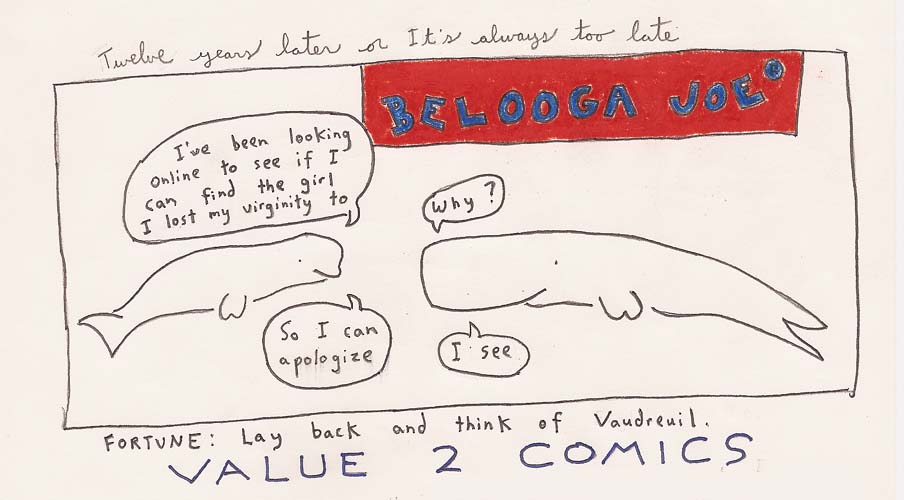 Twelve years later or It's always too late
BELOOGA JOE®
I've been looking
online to see if I
can find the girl
I lost my virginity to
Why?
So I can
apologize
I see
FORTUNE: Lay back and think of Vaudreuil.
VALUE 2 COMICS